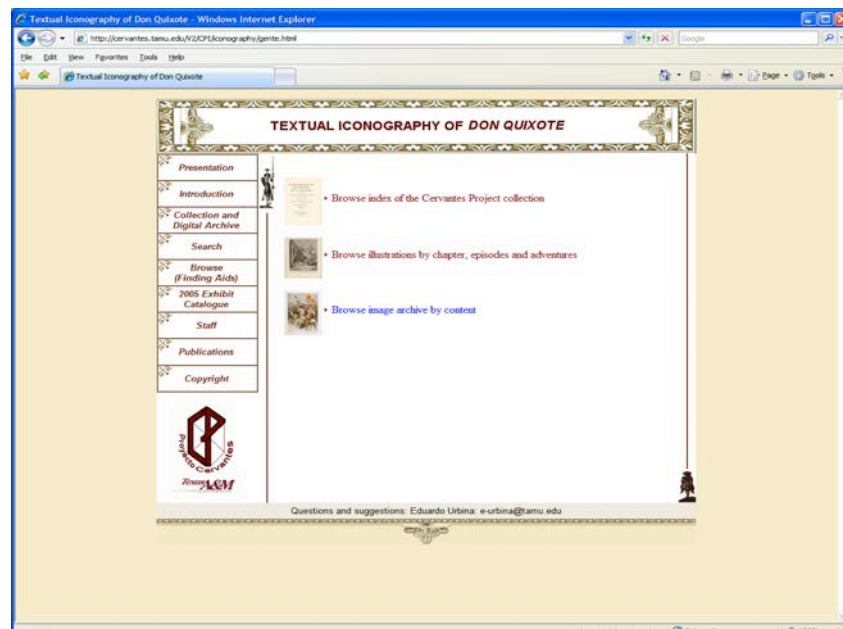 Textual Iconography of Don Quixote - Windows Internet Explorer
http://cervantes.tamu.edu/V2/CPI/iconography/gente.html
Google
File Edit View Favorites Tools Help
Textual Iconography of Don Quixote
Page Tools
TEXTUAL ICONOGRAPHY OF DON QUIXOTE
Presentation
Introduction
Collection and
Digital Archive
Search
Browse
(Finding Aids)
2005 Exhibit
Catalogue
Staff
Publications
Copyright
Browse index of the Cervantes Project collection
Browse illustrations by chapter, episodes and adventures
Browse image archive by content
Proyecto Cervantes
Texas A&M
Questions and suggestions: Eduardo Urbina: e-urbina@tamu.edu